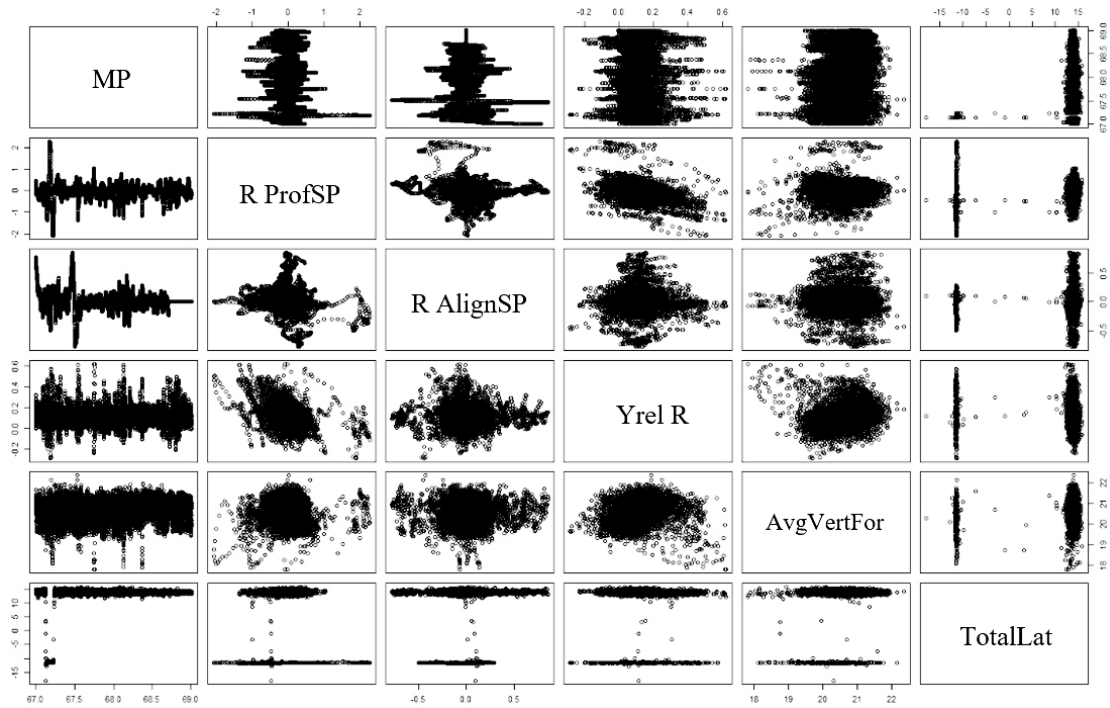 -2 -1 0 1 2
-0.2 0.0 0.2 0.4 0.6
-15 -10 -5 0 5 10 15
MP
67.0 67.5 68.0 68.5 69.0
-2 -1 0 1 2
R ProfSP
R AlignSP
-0.5 0.0 0.5
-0.2 0.0 0.2 0.4 0.6
Yrel R
AvgVertFor
18 19 20 21 22
-15 -5 0 5 10
TotalLat
67.0 67.5 68.0 68.5 69.0
-0.5 0.0 0.5
18 19 20 21 22